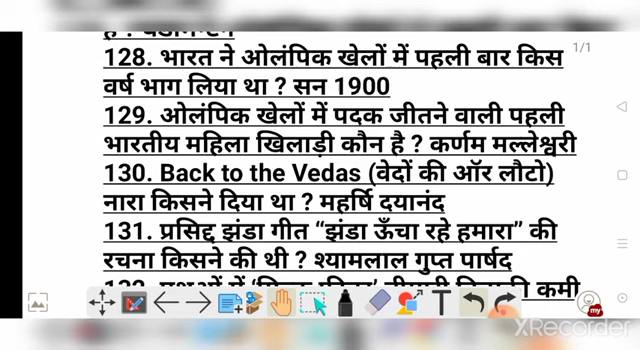 128. भारत ने ओलंपिक खेलों में पहली बार किस
वर्ष भाग लिया था ? सन 1900
129. ओलंपिक खेलों में पदक जीतने वाली पहली
भारतीय महिला खिलाड़ी कौन है ? कर्णम मल्लेश्वरी
130. Back to the Vedas (वेदों की ऑर लौटो)
नारा किसने दिया था ? महर्षि दयानंद
131. प्रसिद्द झंडा गीत “झंडा ऊँचा रहे हमारा” की
रचना किसने की थी ? श्यामलाल गुप्त पार्षद
कमी
1/1
T
my
XRecorder